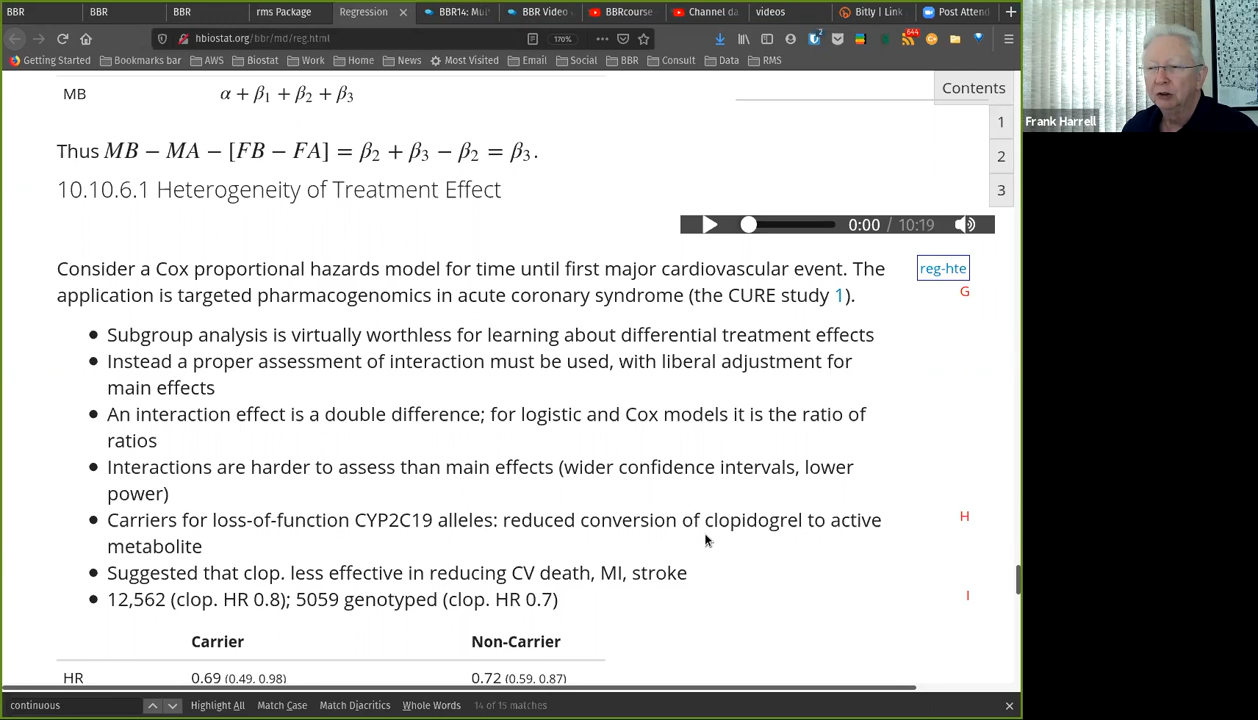 BBR
BBR
BBR
rms Package
Regression
BBR14: Mul
BBR Video
BBRcourse
Channel da
videos
Bitly | Link
Post Attend
hbiostat.org/bbr/md/reg.html
170%
2
644
Getting Started
Bookmarks bar
AWS
Biostat
Work
Home
News
Most Visited
Email
Social
BBR
Consult
Data
RMS
Contents
1
2
3
MB α + β1 + β2 + β3
Thus MB − MA − [FB − FA] = β2 + β3 − β2 = β3.
10.10.6.1 Heterogeneity of Treatment Effect
0:00 / 10:19
Consider a Cox proportional hazards model for time until first major cardiovascular event. The
reg-hte
application is targeted pharmacogenomics in acute coronary syndrome (the CURE study 1).
G
• Subgroup analysis is virtually worthless for learning about differential treatment effects
• Instead a proper assessment of interaction must be used, with liberal adjustment for
main effects
• An interaction effect is a double difference; for logistic and Cox models it is the ratio of
ratios
• Interactions are harder to assess than main effects (wider confidence intervals, lower
power)
• Carriers for loss-of-function CYP2C19 alleles: reduced conversion of clopidogrel to active
H
metabolite
• Suggested that clop. less effective in reducing CV death, MI, stroke
• 12,562 (clop. HR 0.8); 5059 genotyped (clop. HR 0.7)
I
Carrier Non-Carrier
HR 0.69 (0.49, 0.98) 0.72 (0.59, 0.87)
continuous
Highlight All
Match Case
Match Diacritics
Whole Words
14 of 15 matches
Frank Harrell